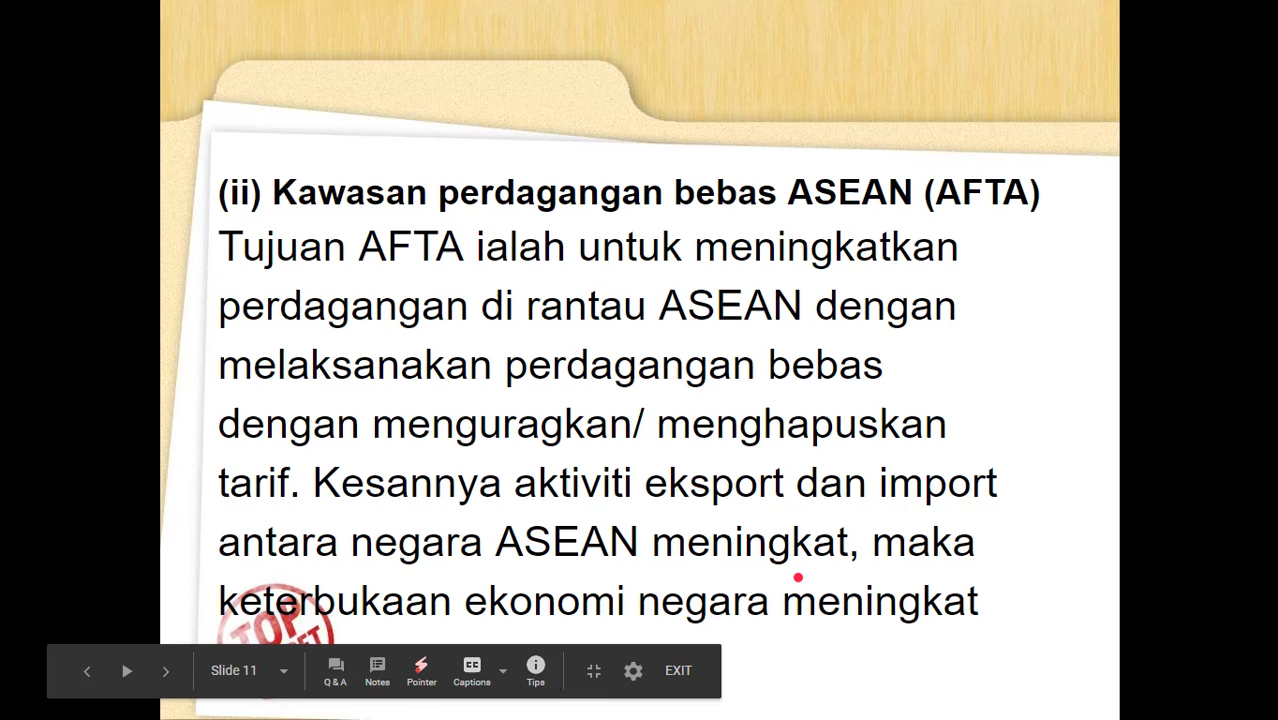 (ii) Kawasan perdagangan bebas ASEAN (AFTA)
Tujuan AFTA ialah untuk meningkatkan
perdagangan di rantau ASEAN dengan
melaksanakan perdagangan bebas
dengan menguragkan/ menghapuskan
tarif. Kesannya aktiviti eksport dan import
antara negara ASEAN meningkat, maka
keterbukaan ekonomi negara meningkat
TOP
Slide 11
Q & A
Notes
Pointer
CC
Captions
Tips
EXIT